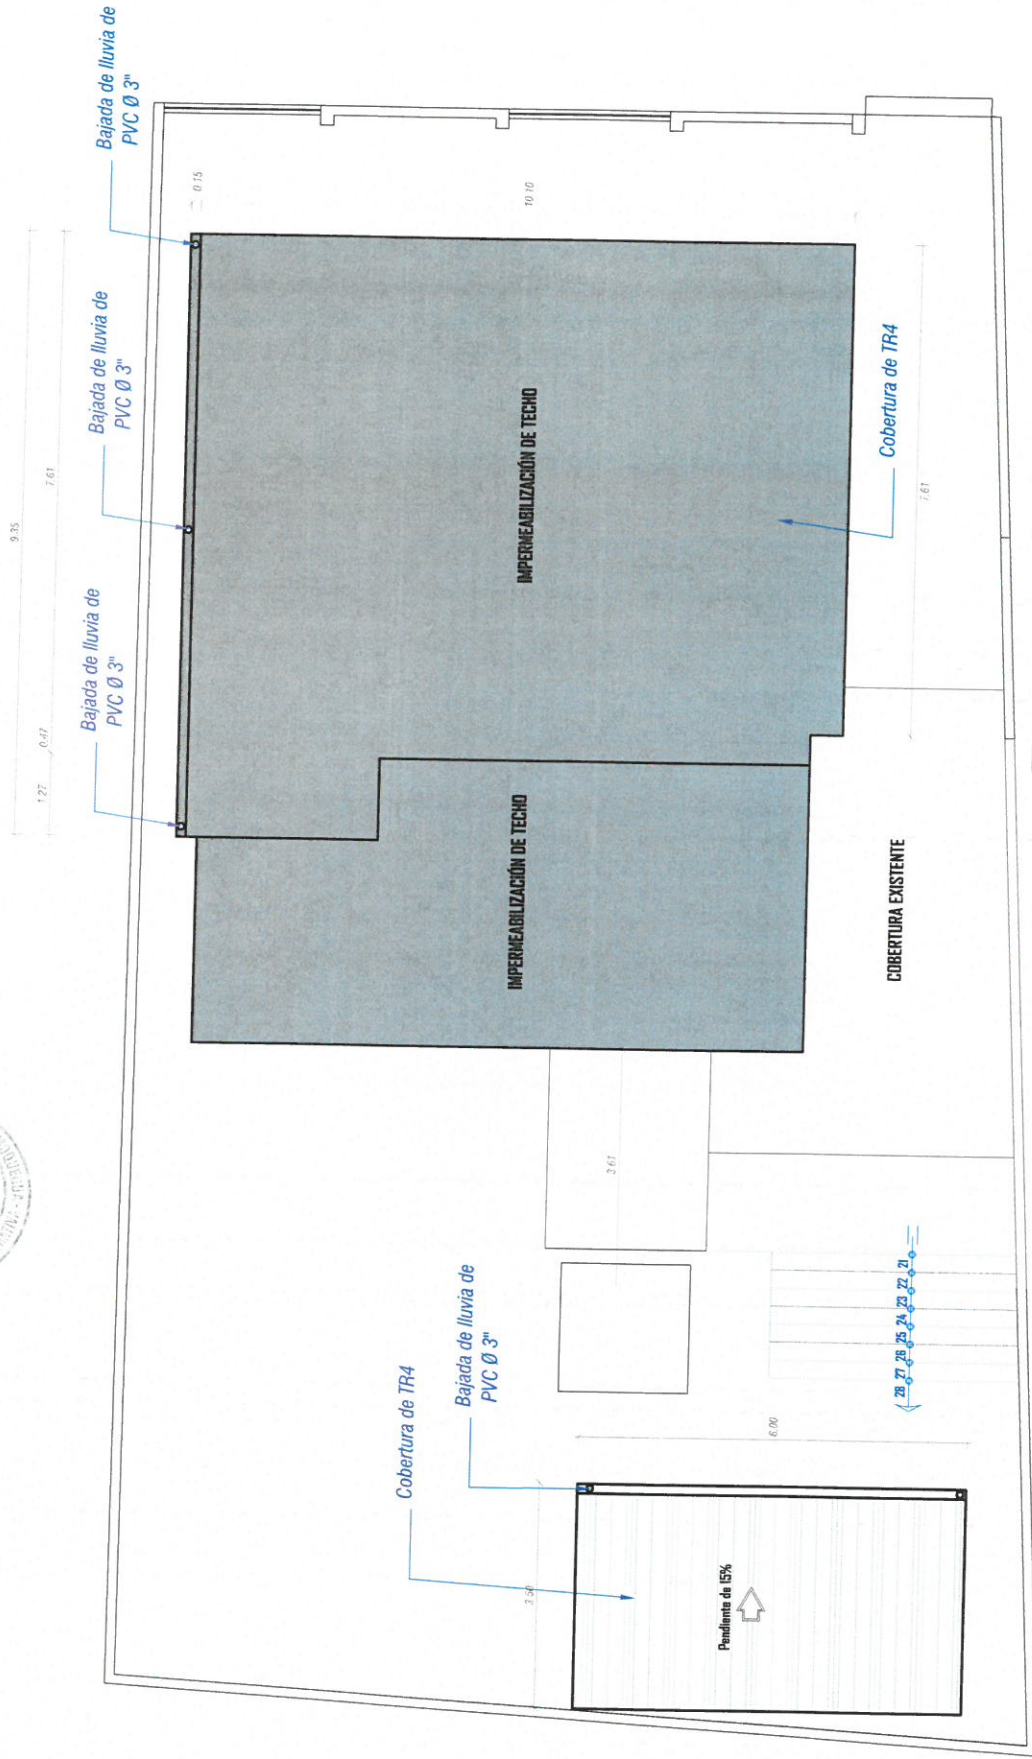 Bajada de lluvia de
PVC Ø 3"
Bajada de lluvia de
PVC Ø 3"
Bajada de lluvia de
PVC Ø 3"
9.35
7.61
0.47
1.27
0.15
10.10
IMPERMEABILIZACIÓN DE TECHO
IMPERMEABILIZACIÓN DE TECHO
Cobertura de TR4
7.61
COBERTURA EXISTENTE
3.61
Cobertura de TR4
Bajada de lluvia de
PVC Ø 3"
28 27 26 25 24 23 22 21
6.00
3.50
Pendiente de 15%